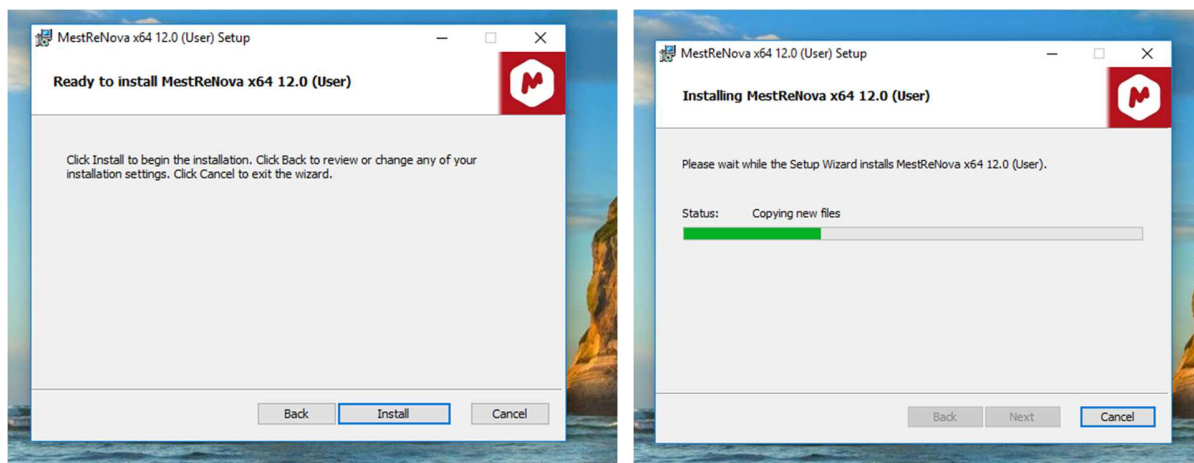 MestReNova x64 12.0 (User) Setup
Ready to install MestReNova x64 12.0 (User)
Click Install to begin the installation. Click Back to review or change any of your
installation settings. Click Cancel to exit the wizard.
Back
Install
Cancel
MestReNova x64 12.0 (User) Setup
Installing MestReNova x64 12.0 (User)
Please wait while the Setup Wizard installs MestReNova x64 12.0 (User).
Status: Copying new files
Back
Next
Cancel